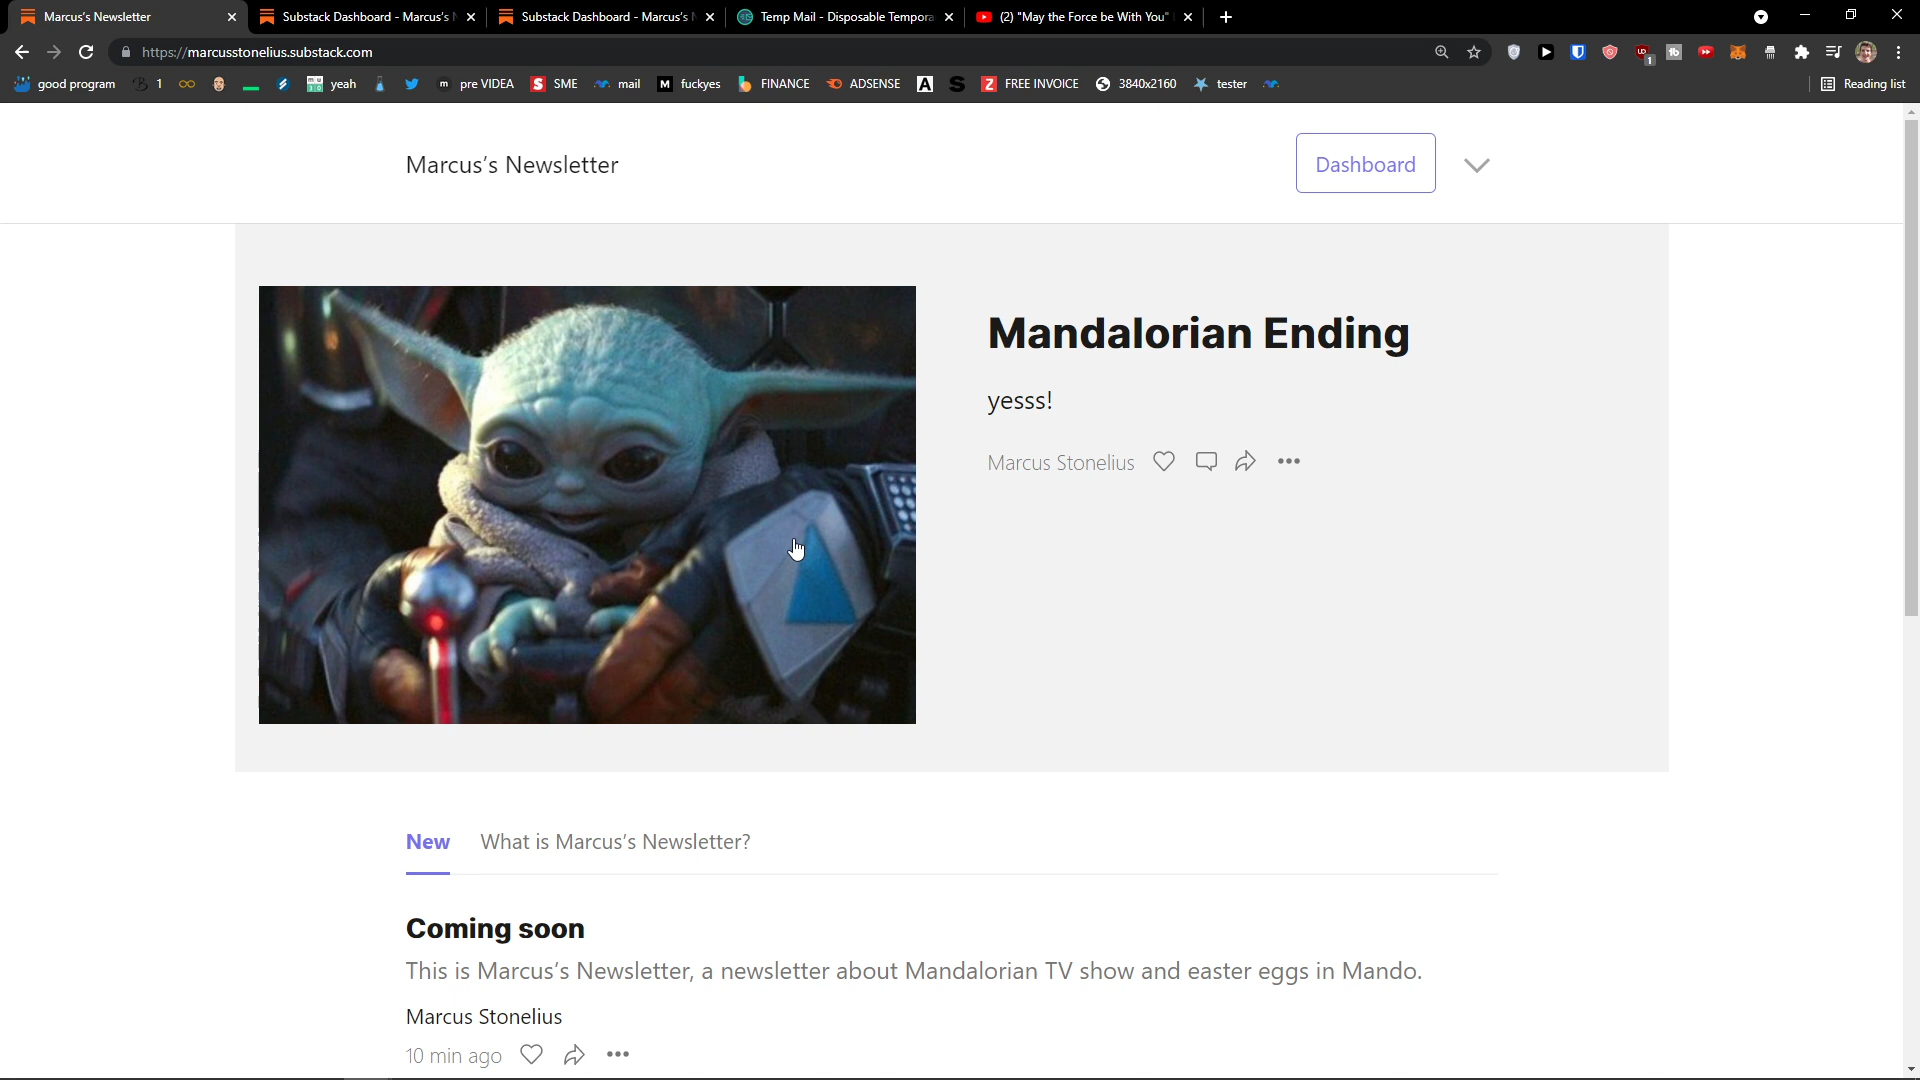 Marcus's Newsletter
Substack Dashboard - Marcus's
Substack Dashboard - Marcus's
Temp Mail - Disposable Tempora
(2) "May the Force be With You"
https://marcusstonelius.substack.com
good program
1
yeah
pre VIDEA
SME
mail
fuckyes
FINANCE
ADSENSE
FREE INVOICE
3840x2160
tester
Reading list
Marcus's Newsletter
Dashboard
Mandalorian Ending
yesss!
Marcus Stonelius
New What is Marcus's Newsletter?
Coming soon
This is Marcus's Newsletter, a newsletter about Mandalorian TV show and easter eggs in Mando.
Marcus Stonelius
10 min ago